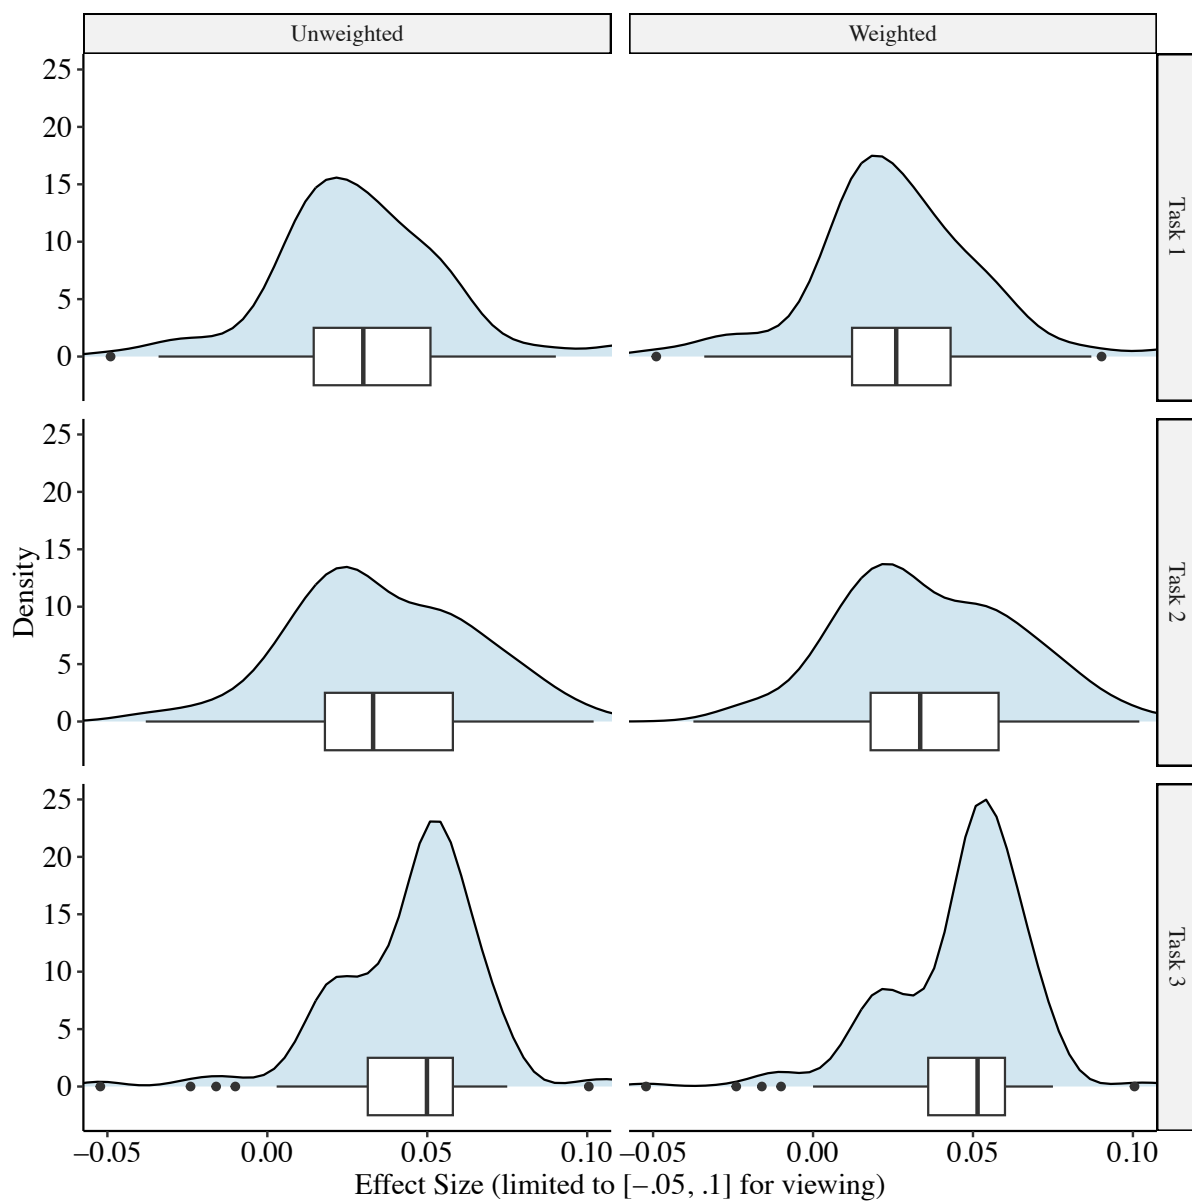 Unweighted
Weighted
25
20
15
10
5
0
Task 1
25
20
15
10
5
0
Task 2
Density
25
20
15
10
5
0
Task 3
−0.05 0.00 0.05 0.10 −0.05 0.00 0.05 0.10
Effect Size (limited to [−.05, .1] for viewing)